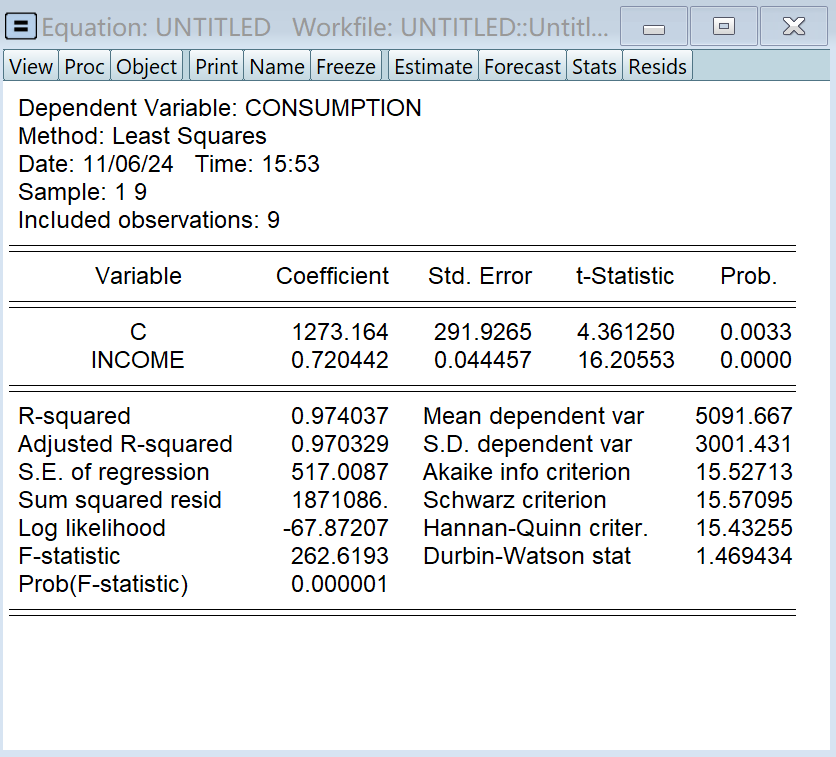 Equation: UNTITLED Workfile: UNTITLED::Untitl...
View Proc Object Print Name Freeze Estimate Forecast Stats Resids
Dependent Variable: CONSUMPTION
Method: Least Squares
Date: 11/06/24 Time: 15:53
Sample: 1 9
Included observations: 9
Variable Coefficient Std. Error t-Statistic Prob.
C 1273.164 291.9265 4.361250 0.0033
INCOME 0.720442 0.044457 16.20553 0.0000
R-squared 0.974037 Mean dependent var 5091.667
Adjusted R-squared 0.970329 S.D. dependent var 3001.431
S.E. of regression 517.0087 Akaike info criterion 15.52713
Sum squared resid 1871086. Schwarz criterion 15.57095
Log likelihood -67.87207 Hannan-Quinn criter. 15.43255
F-statistic 262.6193 Durbin-Watson stat 1.469434
Prob(F-statistic) 0.000001